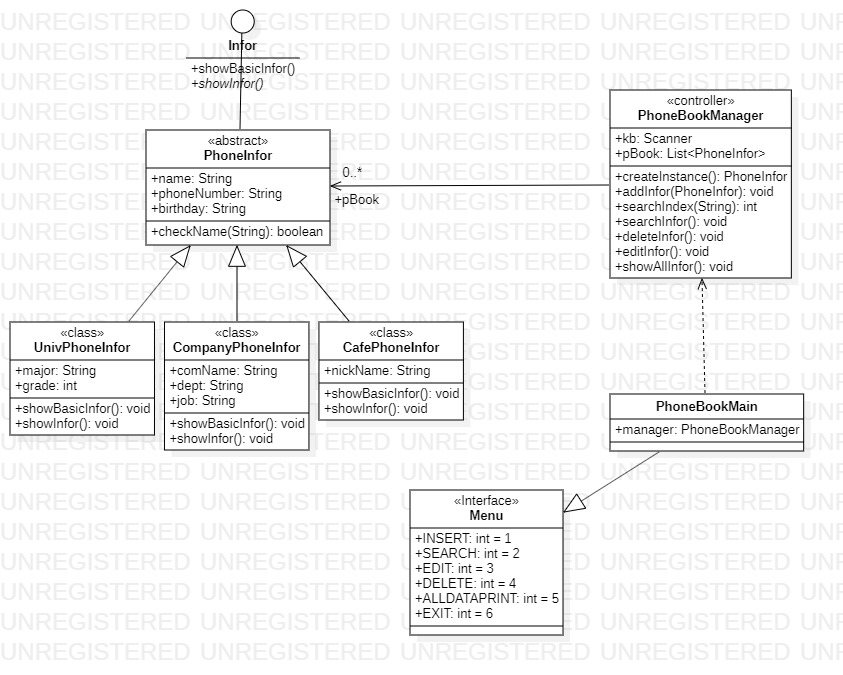 Infor
+showBasicInfor()
+showInfor()
«abstract»
PhoneInfor
+name: String
+phoneNumber: String
+birthday: String
+checkName(String): boolean
0..*
+pBook
«controller»
PhoneBookManager
+kb: Scanner
+pBook: List<PhoneInfor>
+createInstance(): PhoneInfor
+addInfor(PhoneInfor): void
+searchIndex(String): int
+searchInfor(): void
+deleteInfor(): void
+editInfor(): void
+showAllInfor(): void
«class»
UnivPhoneInfor
+major: String
+grade: int
+showBasicInfor(): void
+showInfor(): void
«class»
CompanyPhoneInfor
+comName: String
+dept: String
+job: String
+showBasicInfor(): void
+showInfor(): void
«class»
CafePhoneInfor
+nickName: String
+showBasicInfor(): void
+showInfor(): void
PhoneBookMain
+manager: PhoneBookManager
«Interface»
Menu
+INSERT: int = 1
+SEARCH: int = 2
+EDIT: int = 3
+DELETE: int = 4
+ALLDATAPRINT: int = 5
+EXIT: int = 6
UNREGISTERED UNREGISTERED UNREGISTERED UNREGISTERED UNR